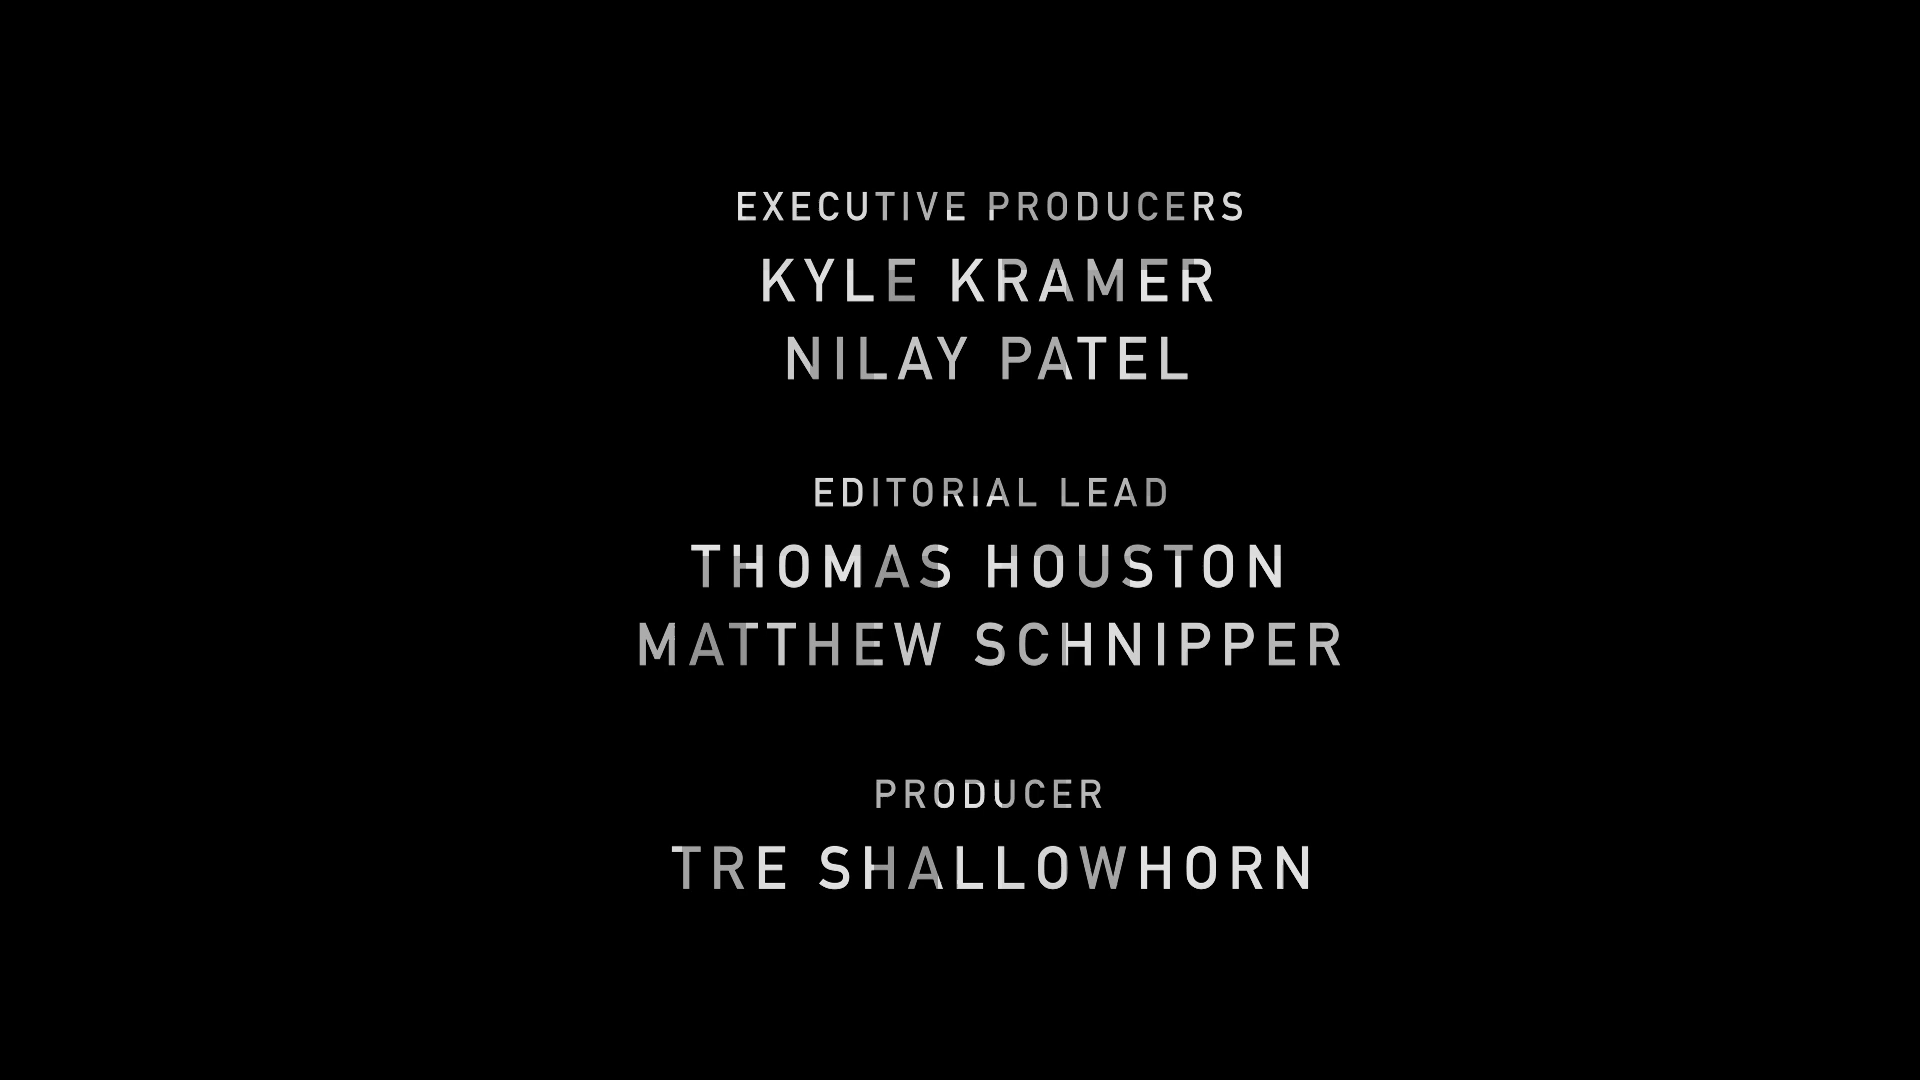 EXECUTIVE PRODUCERS
KYLE KRAMER
NILAY PATEL
EDITORIAL LEAD
THOMAS HOUSTON
MATTHEW SCHNIPPER
PRODUCER
TRE SHALLOWHORN